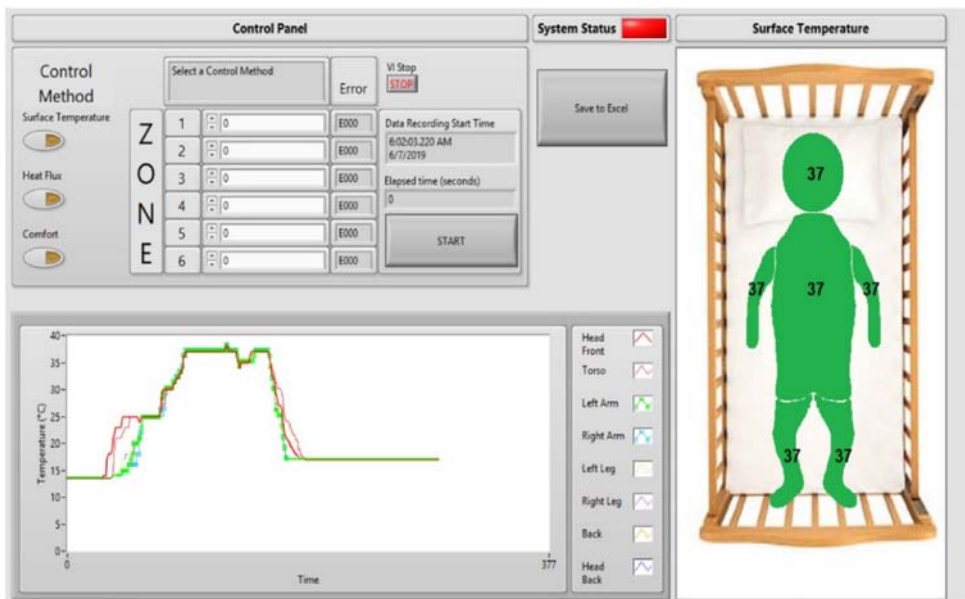 Control Panel
System Status
Surface Temperature
Control
Method
Select a Control Method
Error
VI Stop
STOP
Save to Excel
Surface Temperature
Heat Flux
Comfort
Z
O
N
E
1 0 E000
2 0 E000
3 0 E000
4 0 E000
5 0 E000
6 0 E000
Data Recording Start Time
6:02:03.220 AM
6/7/2019
Elapsed time (seconds)
0
START
37
37 37 37
37 37
Temperature (°C)
40-
35-
30-
25-
20-
15-
10-
5-
0-
0 377
Time
Head
Front
Torso
Left Arm
Right Arm
Left Leg
Right Leg
Back
Head
Back